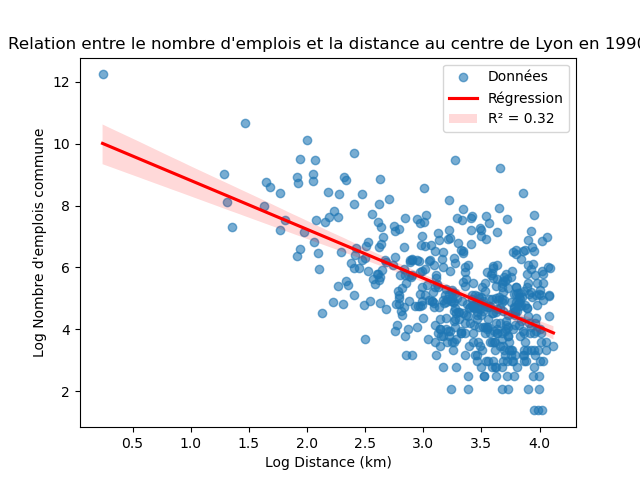 Relation entre le nombre d'emplois et la distance au centre de Lyon en 1990
Données
Régression
R² = 0.32
Log Nombre d'emplois commune
12
10
8
6
4
2
0.5 1.0 1.5 2.0 2.5 3.0 3.5 4.0
Log Distance (km)